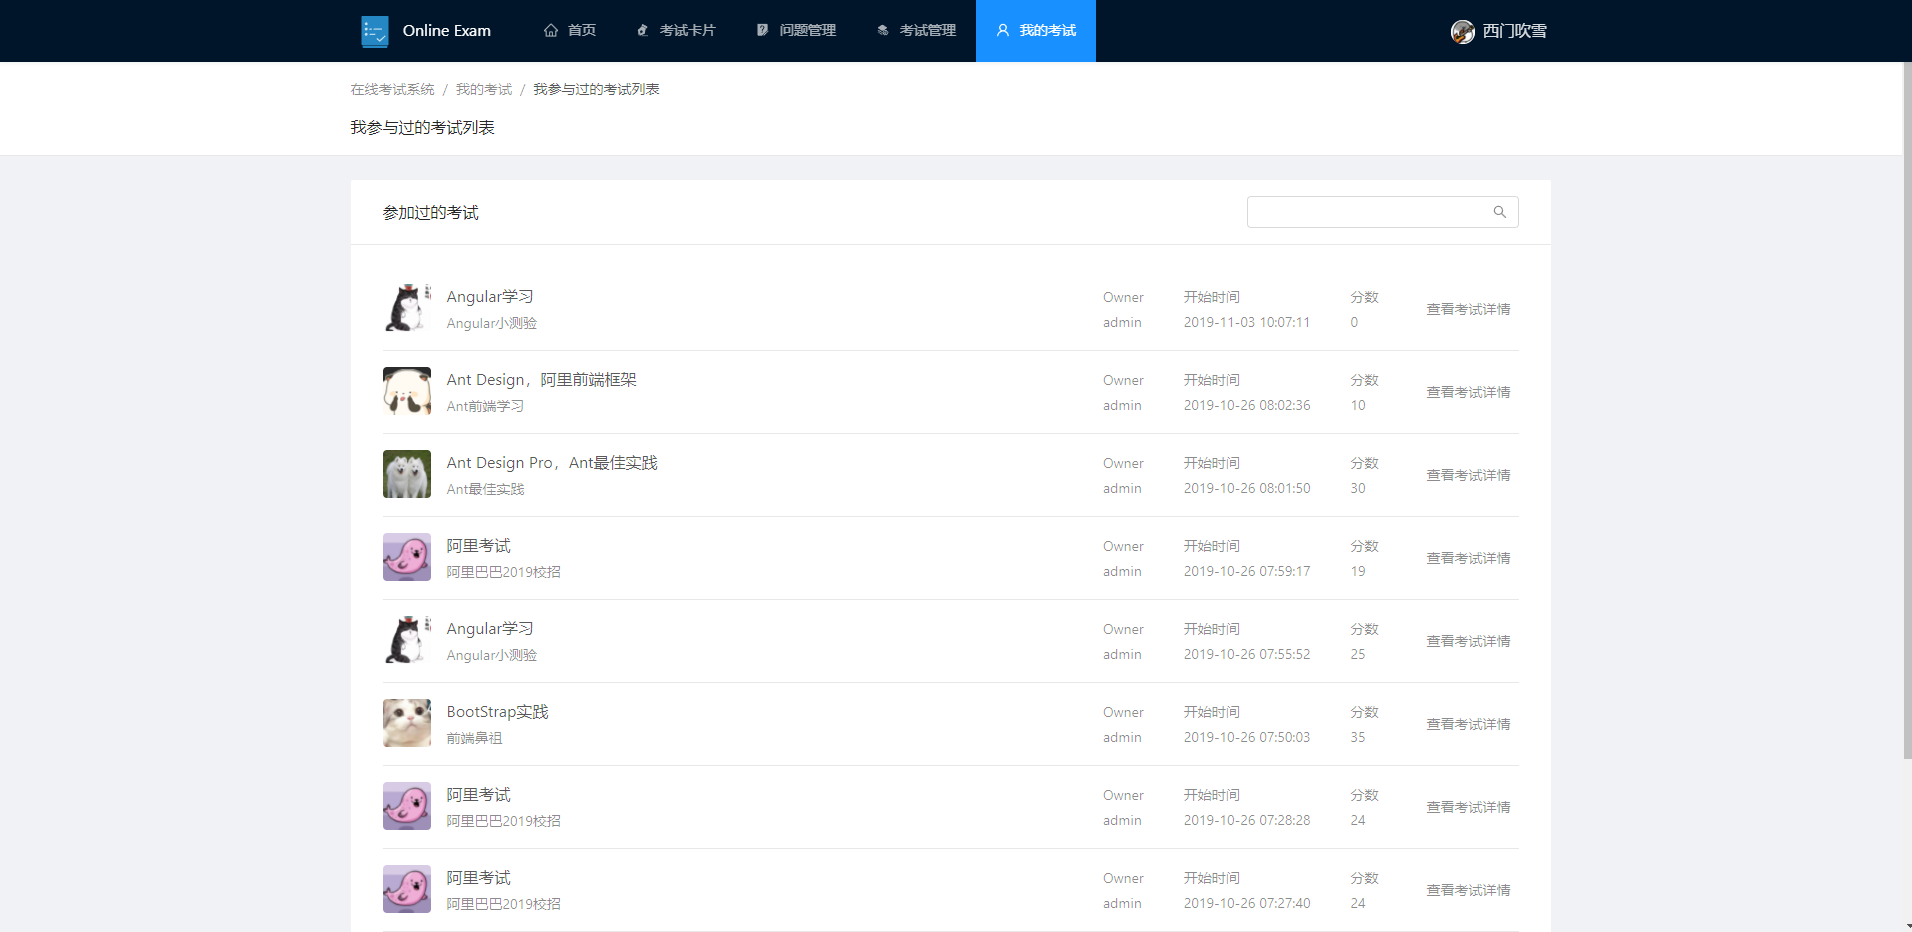 Online Exam 首页 考试卡片 问题管理 考试管理 我的考试 西门吹雪
在线考试系统 / 我的考试 / 我参与过的考试列表
我参与过的考试列表
参加过的考试
Angular学习 Owner 开始时间 分数 查看考试详情
Angular小测验 admin 2019-11-03 10:07:11 0
Ant Design，阿里前端框架 Owner 开始时间 分数 查看考试详情
Ant前端学习 admin 2019-10-26 08:02:36 10
Ant Design Pro，Ant最佳实践 Owner 开始时间 分数 查看考试详情
Ant最佳实践 admin 2019-10-26 08:01:50 30
阿里考试 Owner 开始时间 分数 查看考试详情
阿里巴巴2019校招 admin 2019-10-26 07:59:17 19
Angular学习 Owner 开始时间 分数 查看考试详情
Angular小测验 admin 2019-10-26 07:55:52 25
BootStrap实践 Owner 开始时间 分数 查看考试详情
前端鼻祖 admin 2019-10-26 07:50:03 35
阿里考试 Owner 开始时间 分数 查看考试详情
阿里巴巴2019校招 admin 2019-10-26 07:28:28 24
阿里考试 Owner 开始时间 分数 查看考试详情
阿里巴巴2019校招 admin 2019-10-26 07:27:40 24